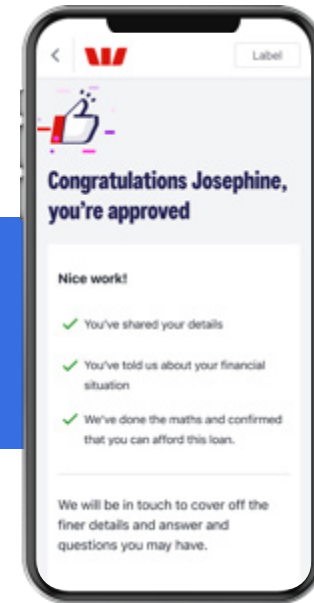 Label
Congratulations Josephine,
you're approved
Nice work!
You've shared your details
You've told us about your financial
situation
We've done the maths and confirmed
that you can afford this loan.
We will be in touch to cover off the
finer details and answer and
questions you may have.